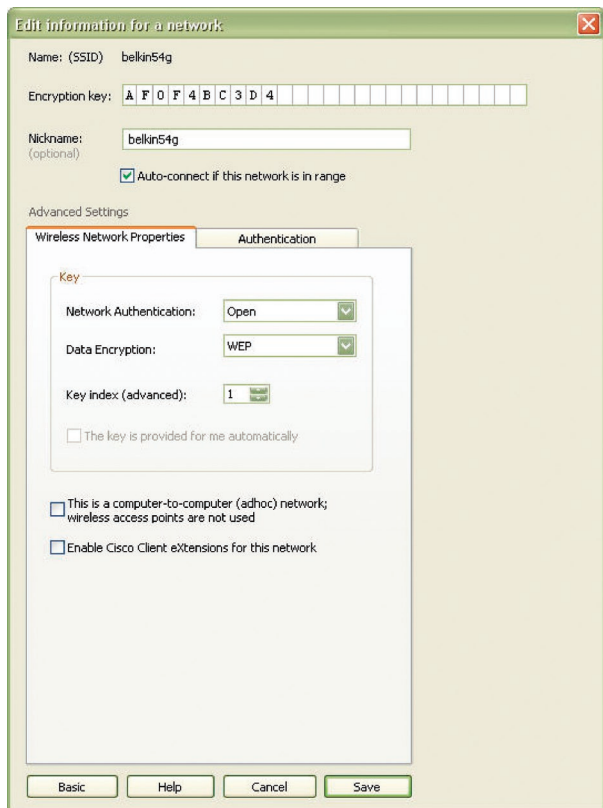 Edit information for a network
Name: (SSID) belkin54g
Encryption key: A F 0 F 4 B C 3 D 4
Nickname: belkin54g
(optional)
Auto-connect if this network is in range
Advanced Settings
Wireless Network Properties Authentication
Key
Network Authentication: Open
Data Encryption: WEP
Key index (advanced): 1
The key is provided for me automatically
This is a computer-to-computer (adhoc) network;
wireless access points are not used
Enable Cisco Client eXtensions for this network
Basic Help Cancel Save